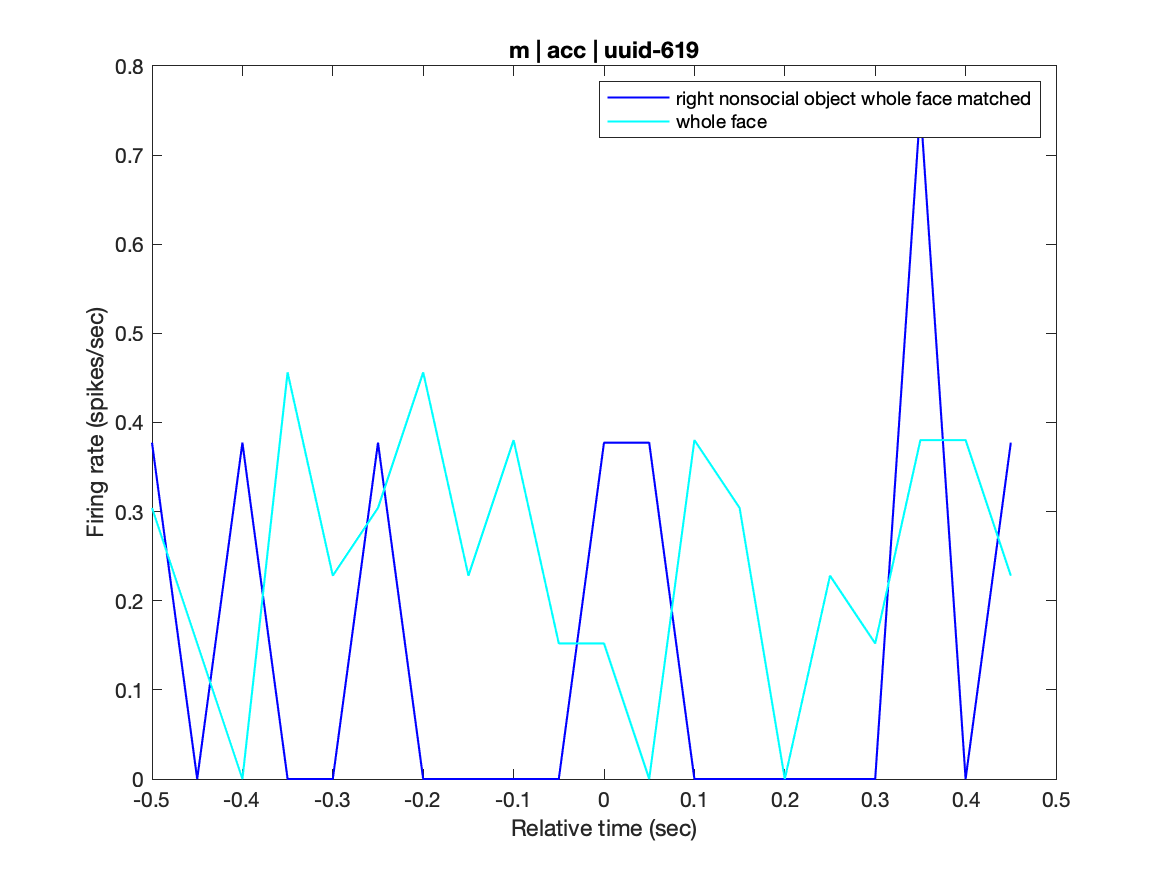 m | acc | uuid-619
0.8
right nonsocial object whole face matched
whole face
0.7
0.6
0.5
0.4
0.3
0.2
0.1
0
Firing rate (spikes/sec)
-0.5 -0.4 -0.3 -0.2 -0.1 0 0.1 0.2 0.3 0.4 0.5
Relative time (sec)